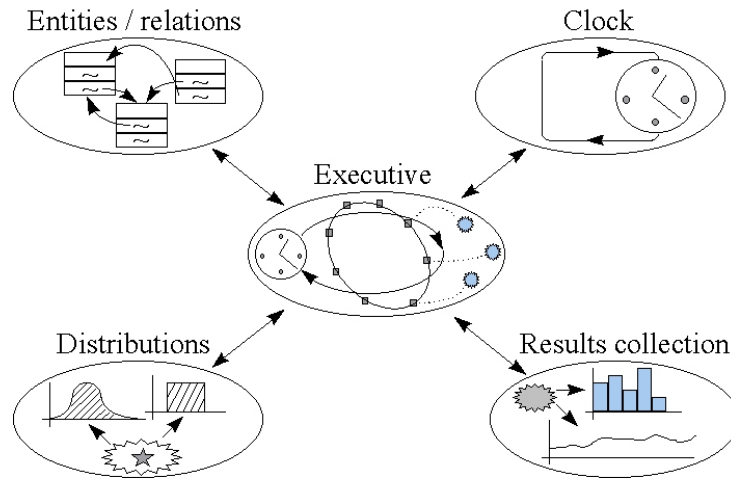 Entities / relations
Clock
Executive
Distributions
Results collection